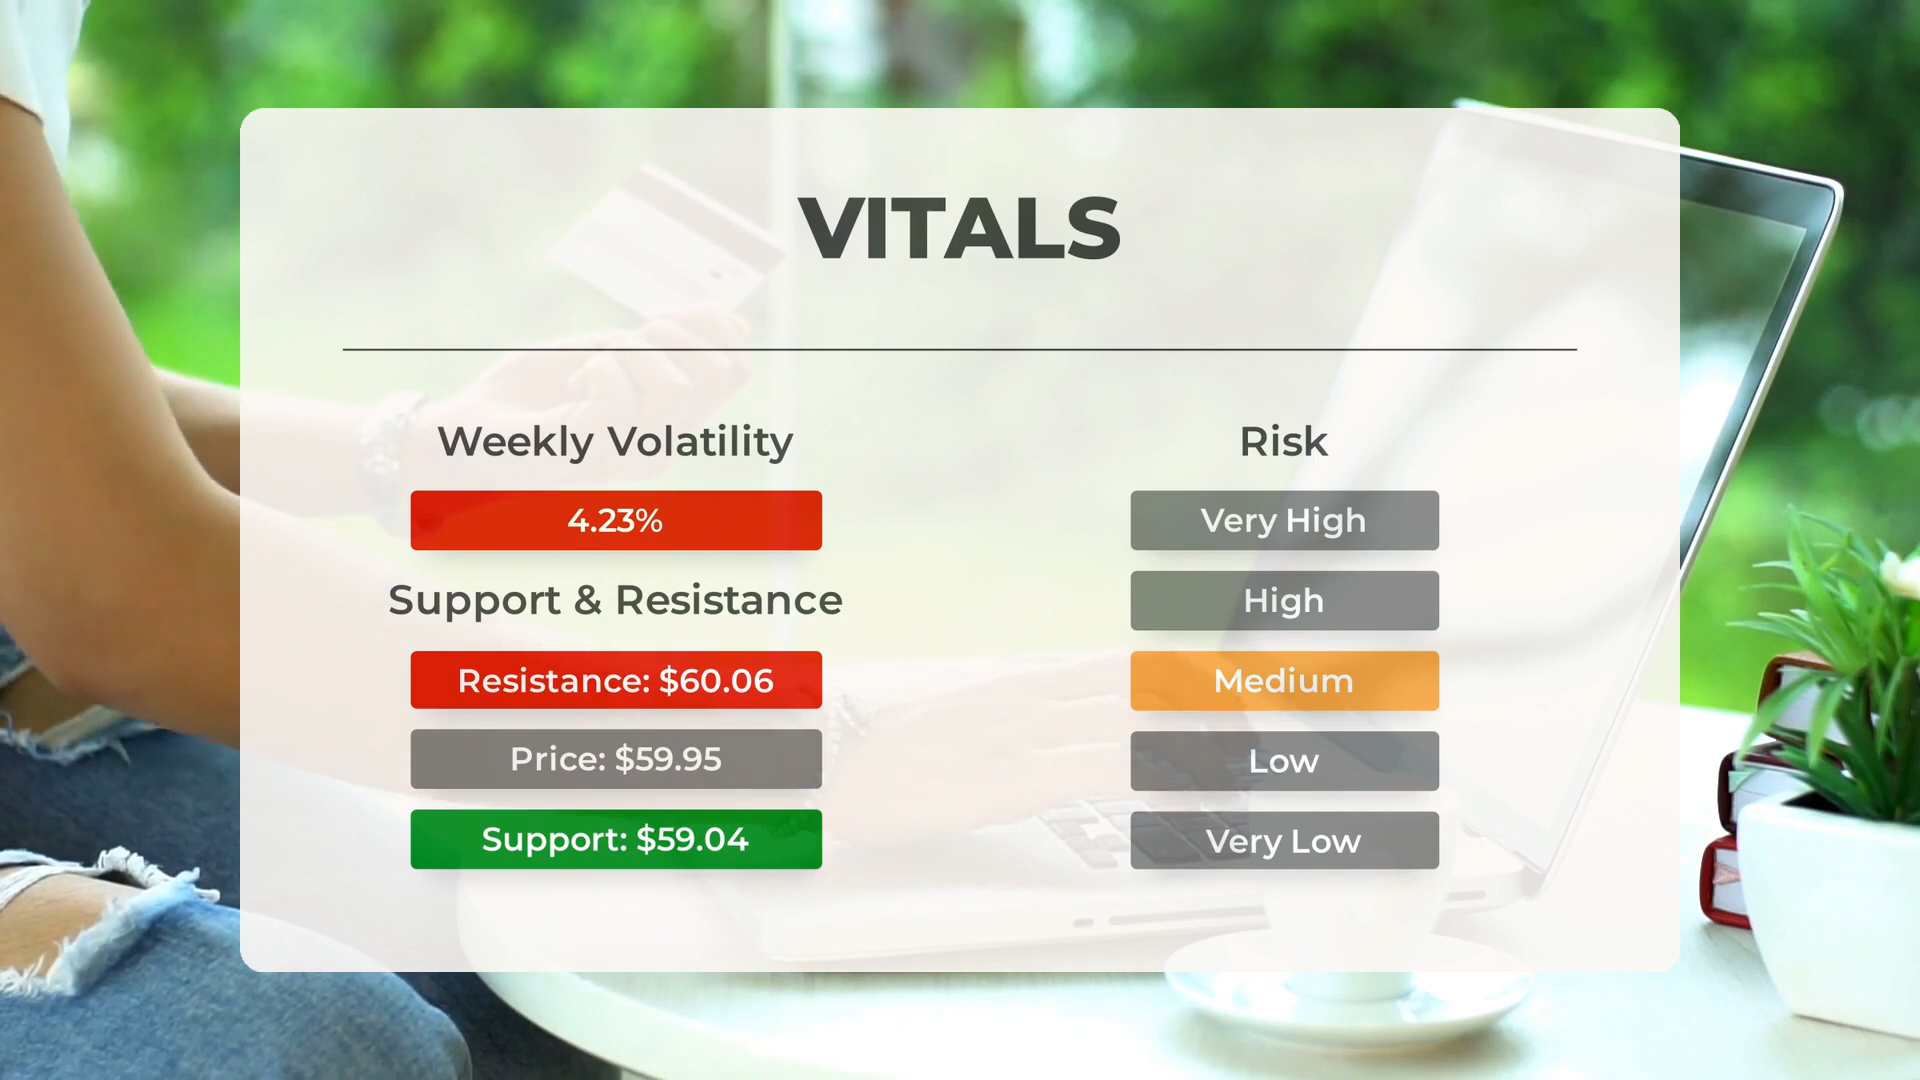 VITALS
Weekly Volatility
4.23%
Support & Resistance
Resistance: $60.06
Price: $59.95
Support: $59.04
Risk
Very High
High
Medium
Low
Very Low